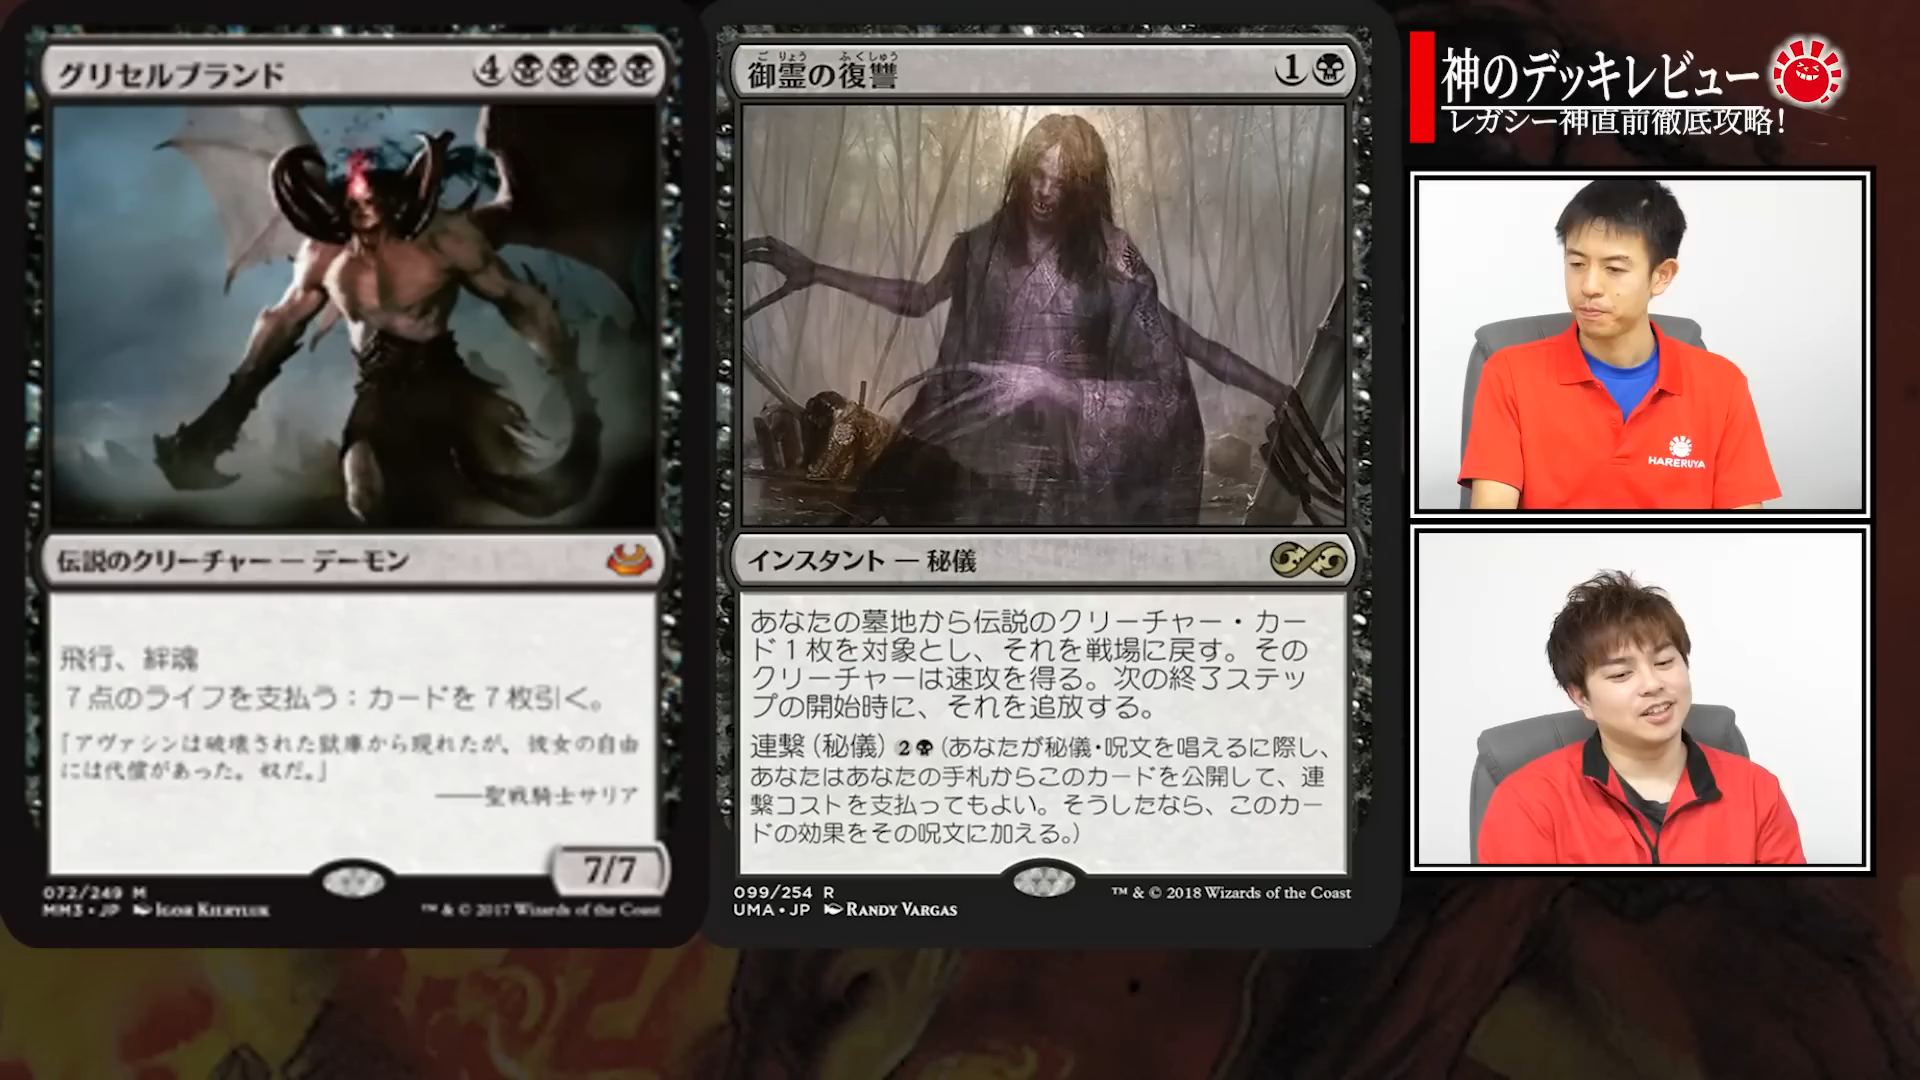 グリセルブランド 4
伝説のクリーチャー ― デーモン
飛行、絆魂
７点のライフを支払う：カードを７枚引く。
「アヴァシンは破壊された獄庫から現れたが、彼女の自由
には代償があった。奴だ。」
――聖戦騎士サリア
7/7
072/249 M
MM3・JP IGOR KIERYLUK
™ & © 2017 Wizards of the Coast
ごりょう ふくしゅう
御霊の復讐 1
インスタント ― 秘儀
あなたの墓地から伝説のクリーチャー・カー
ド１枚を対象とし、それを戦場に戻す。その
クリーチャーは速攻を得る。次の終了ステッ
プの開始時に、それを追放する。
連繋（秘儀） 2 （あなたが秘儀・呪文を唱えるに際し、
あなたはあなたの手札からこのカードを公開して、連
繋コストを支払ってもよい。そうしたなら、このカー
ドの効果をその呪文に加える。）
099/254 R
UMA・JP RANDY VARGAS
™ & © 2018 Wizards of the Coast
神のデッキレビュー
レガシー神直前徹底攻略！
HARERUYA